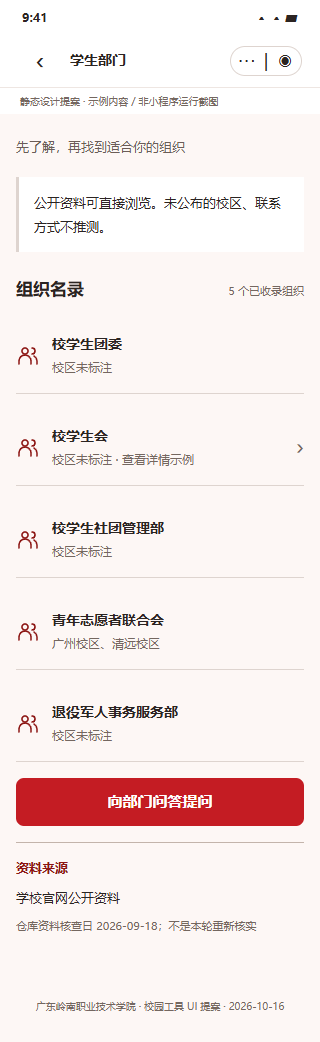 9:41
学生部门
静态设计提案 · 示例内容 / 非小程序运行截图
先了解，再找到适合你的组织
公开资料可直接浏览。未公布的校区、联系
方式不推测。
组织名录
5 个已收录组织
校学生团委
校区未标注
校学生会
校区未标注 · 查看详情示例
校学生社团管理部
校区未标注
青年志愿者联合会
广州校区、清远校区
退役军人事务服务部
校区未标注
向部门问答提问
资料来源
学校官网公开资料
仓库资料核查日 2026-09-18；不是本轮重新核实
广东岭南职业技术学院 · 校园工具 UI 提案 · 2026-10-16